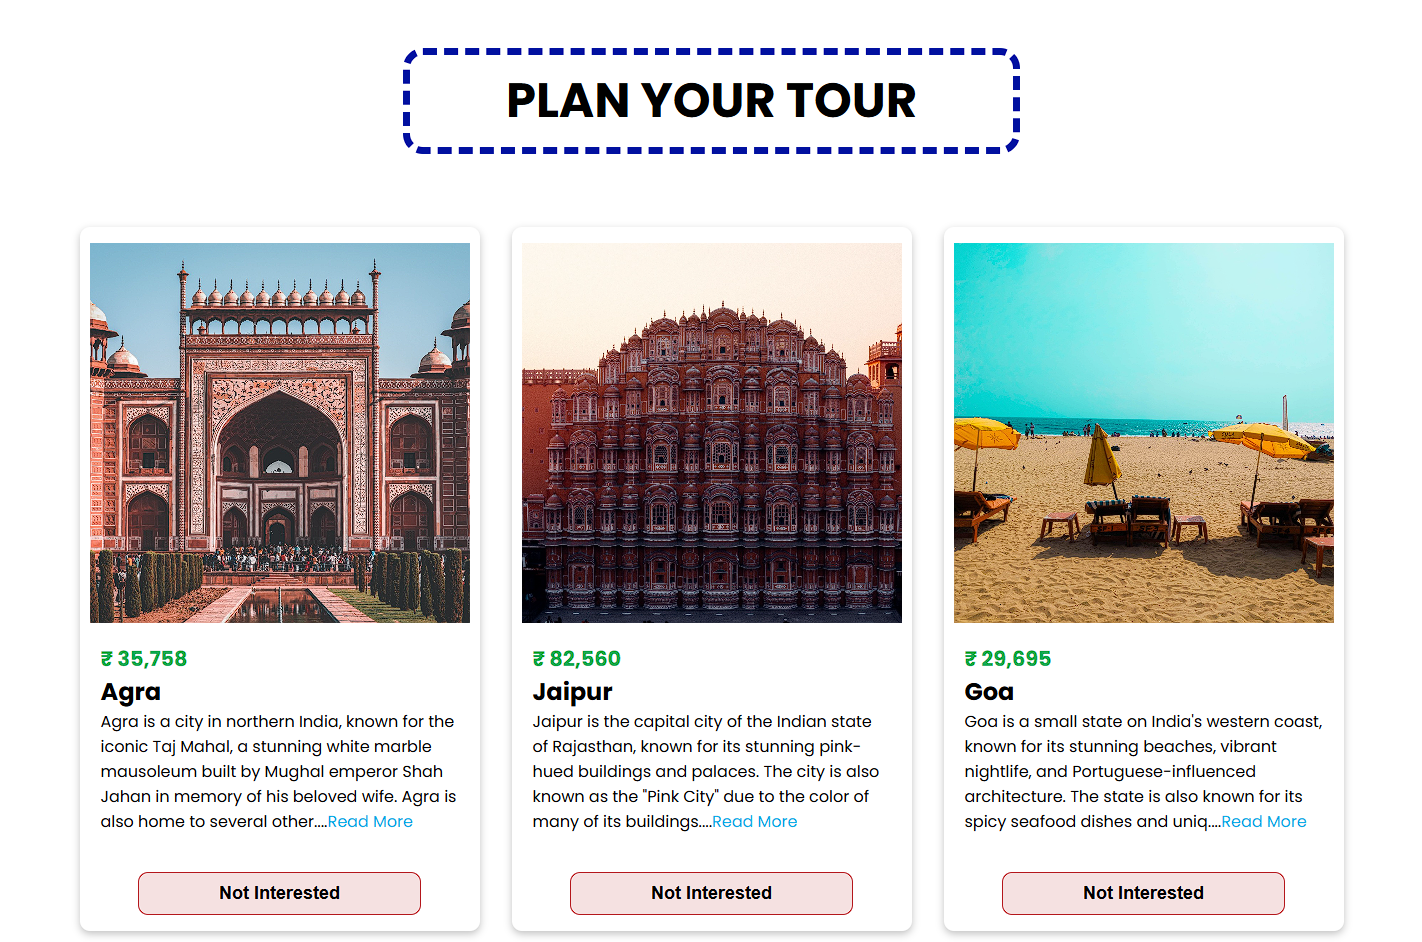 PLAN YOUR TOUR
₹ 35,758
Agra
Agra is a city in northern India, known for the
iconic Taj Mahal, a stunning white marble
mausoleum built by Mughal emperor Shah
Jahan in memory of his beloved wife. Agra is
also home to several other....Read More
Not Interested
₹ 82,560
Jaipur
Jaipur is the capital city of the Indian state
of Rajasthan, known for its stunning pink-
hued buildings and palaces. The city is also
known as the "Pink City" due to the color of
many of its buildings....Read More
Not Interested
₹ 29,695
Goa
Goa is a small state on India's western coast,
known for its stunning beaches, vibrant
nightlife, and Portuguese-influenced
architecture. The state is also known for its
spicy seafood dishes and uniq....Read More
Not Interested